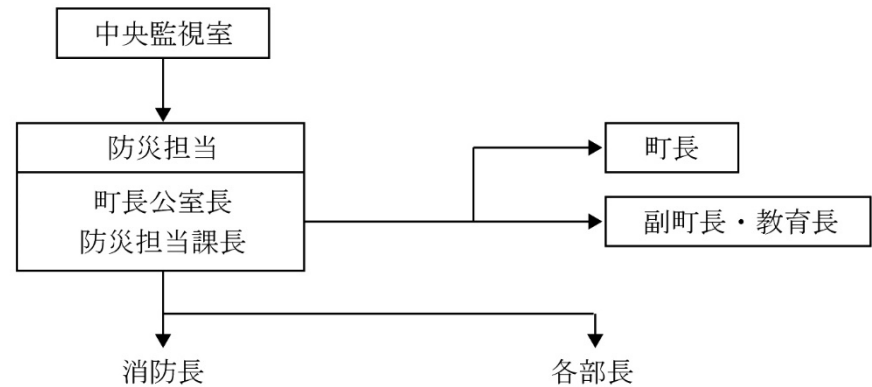 中央監視室
防災担当
町長公室長
防災担当課長
町長
副町長・教育長
消防長
各部長